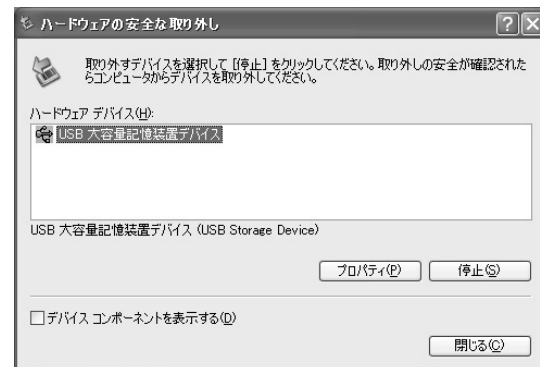 ハードウェアの安全な取り外し
取り外すデバイスを選択して [停止] をクリックしてください。取り外しの安全が確認された
らコンピュータからデバイスを取り外してください。
ハードウェア デバイス(H):
USB 大容量記憶装置デバイス
USB 大容量記憶装置デバイス (USB Storage Device)
プロパティ(P) 停止(S)
デバイス コンポーネントを表示する(D)
閉じる(C)